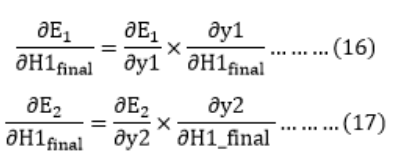 ∂E₁/∂H1_final = ∂E₁/∂y1 × ∂y1/∂H1_final … … … (16)
∂E₂/∂H1_final = ∂E₂/∂y2 × ∂y2/∂H1_final … … … (17)